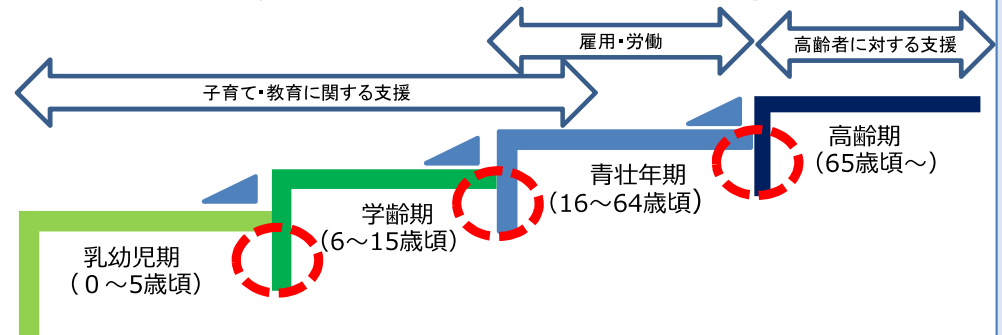 雇用・労働
高齢者に対する支援
子育て・教育に関する支援
高齢期
(65歳頃~)
青壮年期
(16~64歳頃)
学齢期
(6~15歳頃)
乳幼児期
(０~5歳頃)